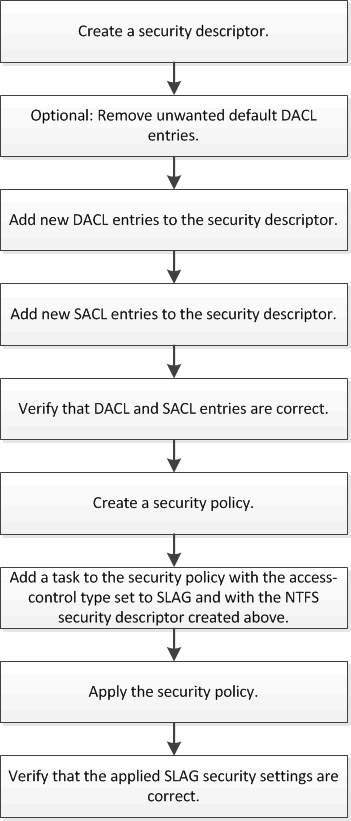 Create a security descriptor.
Optional: Remove unwanted default DACL
entries.
Add new DACL entries to the security descriptor.
Add new SACL entries to the security descriptor.
Verify that DACL and SACL entries are correct.
Create a security policy.
Add a task to the security policy with the access-
control type set to SLAG and with the NTFS
security descriptor created above.
Apply the security policy.
Verify that the applied SLAG security settings are
correct.